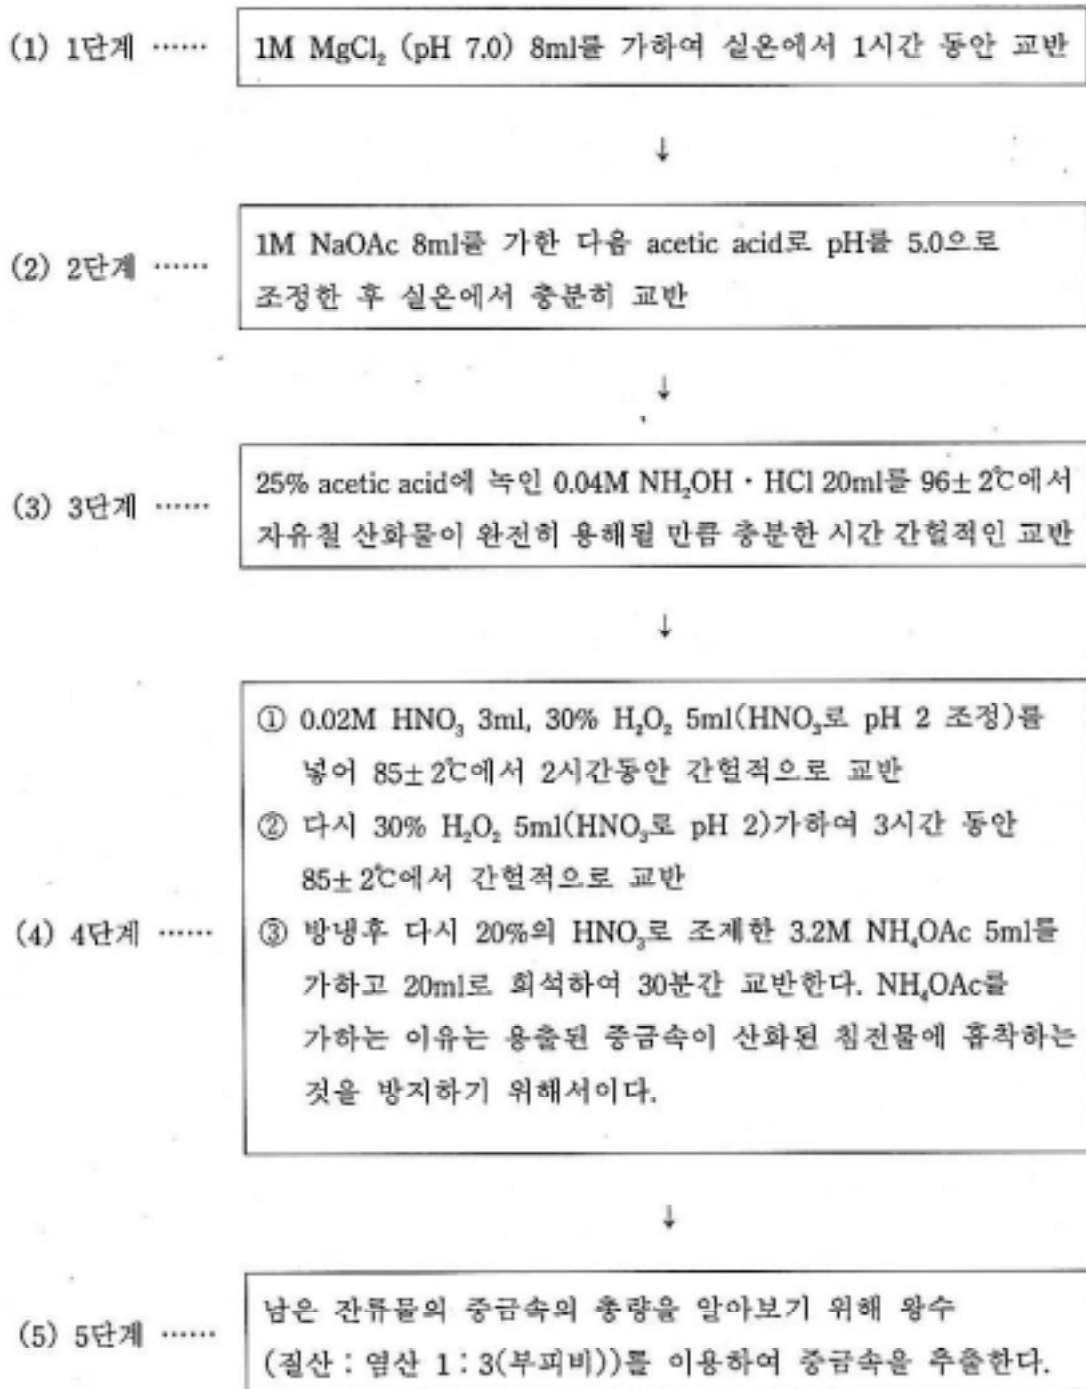 (1) 1단계 ······ 1M MgCl₂ (pH 7.0) 8ml를 가하여 실온에서 1시간 동안 교반
↓
(2) 2단계 ······ 1M NaOAc 8ml를 가한 다음 acetic acid로 pH를 5.0으로
조정한 후 실온에서 충분히 교반
↓
(3) 3단계 ······ 25% acetic acid에 녹인 0.04M NH₂OH · HCl 20ml를 96± 2℃에서
자유철 산화물이 완전히 용해될 만큼 충분한 시간 간헐적인 교반
↓
① 0.02M HNO₃ 3ml, 30% H₂O₂ 5ml(HNO₃로 pH 2 조정)를
넣어 85± 2℃에서 2시간동안 간헐적으로 교반
② 다시 30% H₂O₂ 5ml(HNO₃로 pH 2)가하여 3시간 동안
85± 2℃에서 간헐적으로 교반
(4) 4단계 ······ ③ 방냉후 다시 20%의 HNO₃로 조제한 3.2M NH₄OAc 5ml를
가하고 20ml로 희석하여 30분간 교반한다. NH₄OAc를
가하는 이유는 용출된 중금속이 산화된 침전물에 흡착하는
것을 방지하기 위해서이다.
↓
(5) 5단계 ······ 남은 잔류물의 중금속의 총량을 알아보기 위해 왕수
(질산 : 염산 1 : 3(부피비))를 이용하여 중금속을 추출한다.